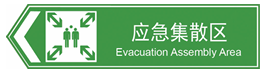 应急集散区
Evacuation Assembly Area